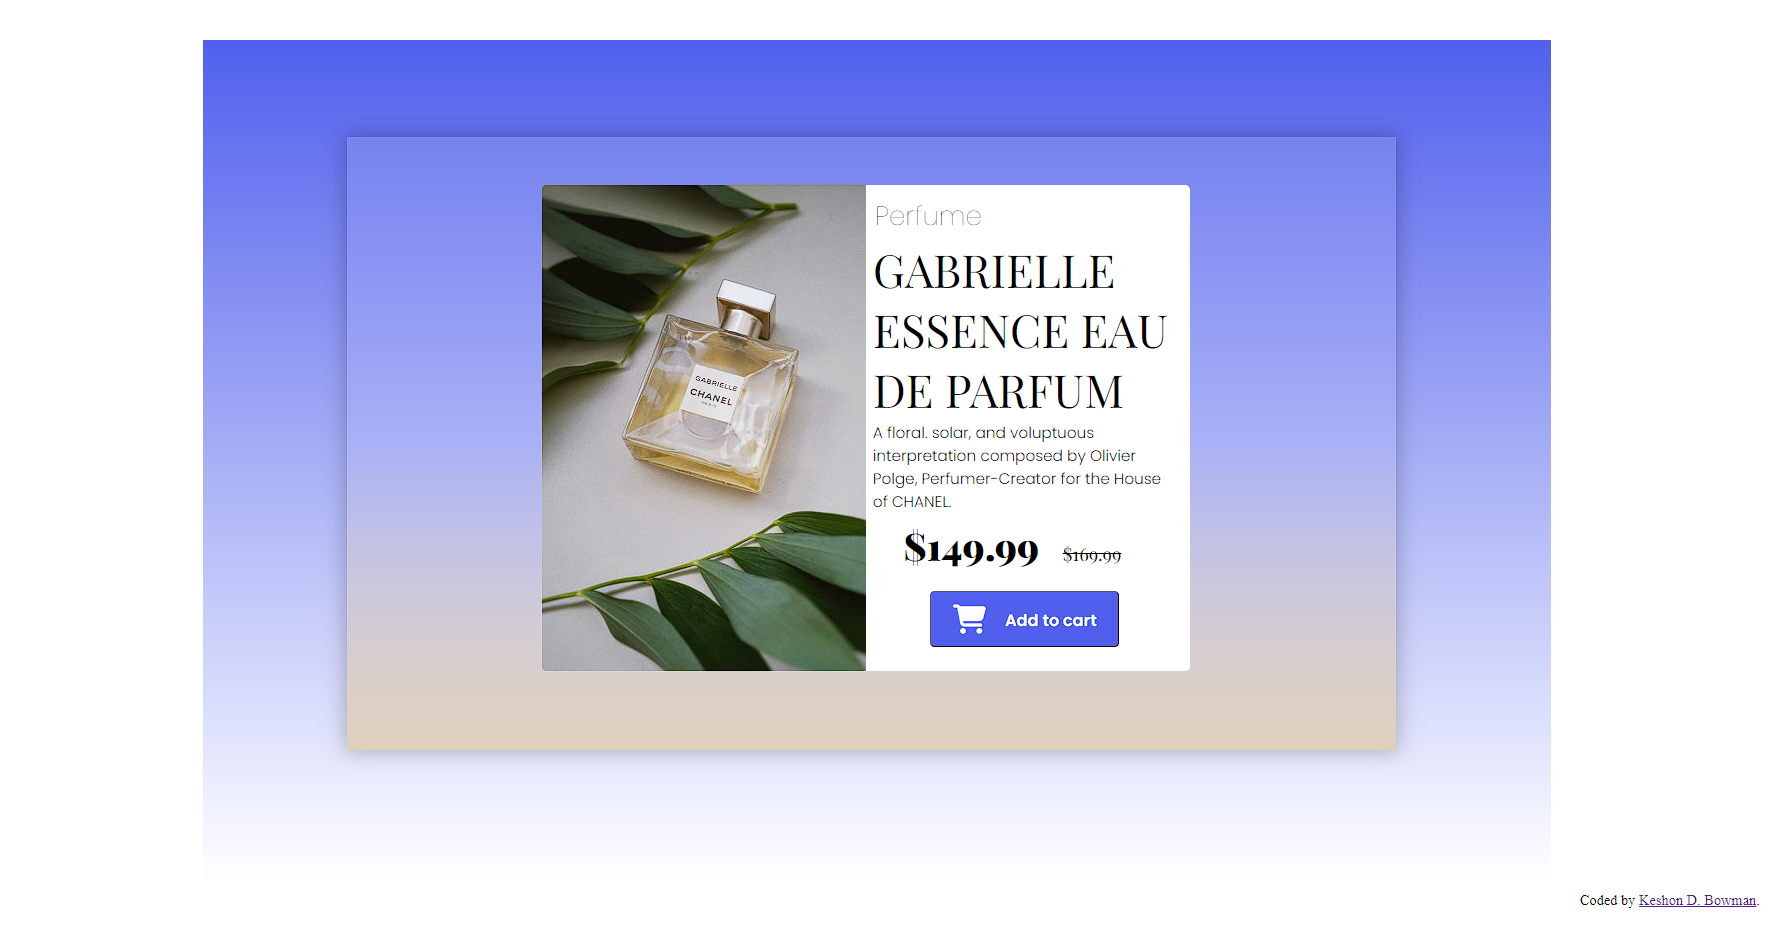 Perfume
GABRIELLE
ESSENCE EAU
DE PARFUM
A floral. solar, and voluptuous
interpretation composed by Olivier
Polge, Perfumer-Creator for the House
of CHANEL.
$149.99 $169.99
Add to cart
GABRIELLE
CHANEL
PARIS
Coded by Keshon D. Bowman.